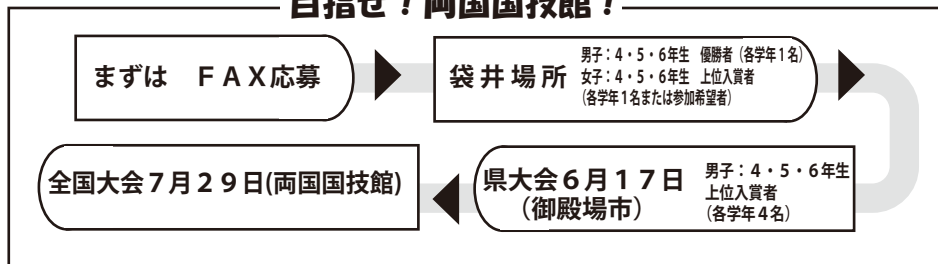 目指せ！両国国技館！
まずは　ＦＡＸ応募
袋井場所
男子：４・５・６年生　優勝者（各学年１名）
女子：４・５・６年生　上位入賞者
（各学年１名または参加希望者）
県大会６月１７日
（御殿場市）
男子：４・５・６年生
上位入賞者
（各学年４名）
全国大会７月２９日(両国国技館)